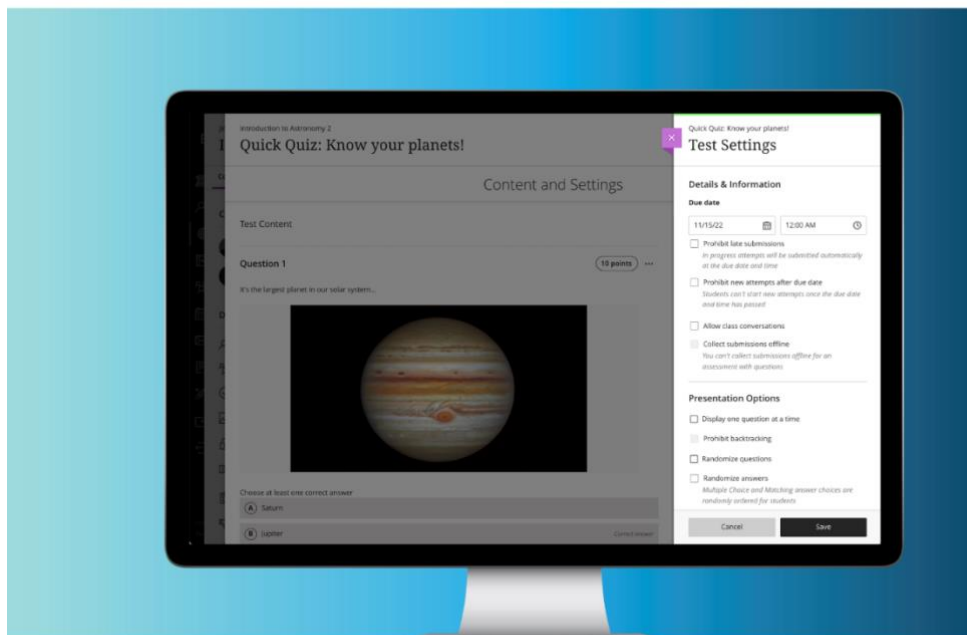 Introduction to Astronomy 2
Quick Quiz: Know your planets!
Content and Settings
Test Content
Question 1
10 points
It's the largest planet in our solar system...
Choose at least one correct answer
A Saturn
B Jupiter
Correct answer
Quick Quiz: Know your planets!
Test Settings
Details & Information
Due date
11/15/22
12:00 AM
Prohibit late submissions
In progress attempts will be submitted automatically
at the due date and time
Prohibit new attempts after due date
Students can't start new attempts once the due date
and time has passed
Allow class conversations
Collect submissions offline
You can't collect submissions offline for an
assessment with questions
Presentation Options
Display one question at a time
Prohibit backtracking
Randomize questions
Randomize answers
Multiple Choice and Matching answer choices are
randomly ordered for students
Cancel
Save